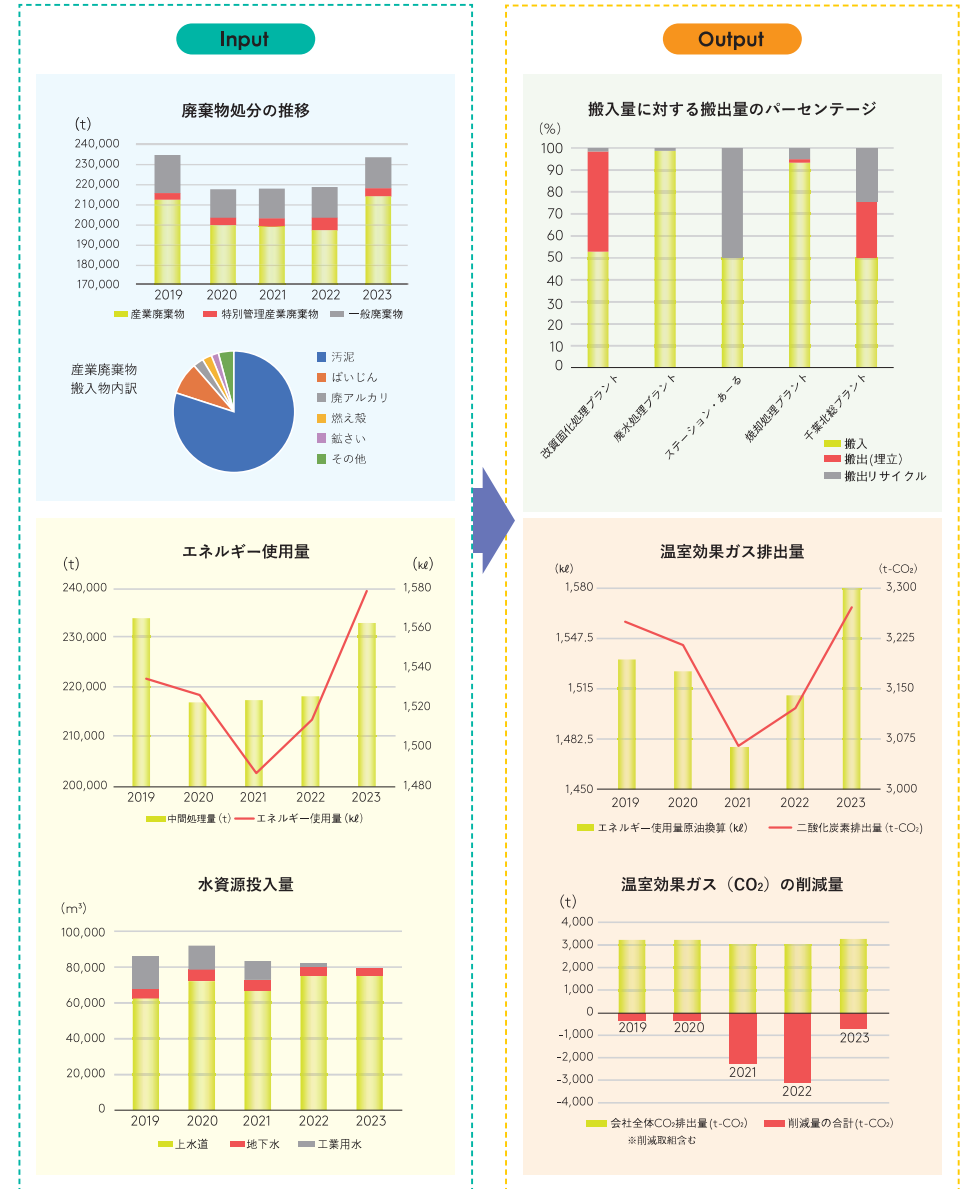 Input
廃棄物処分の推移
(t)
240,000
230,000
220,000
210,000
200,000
190,000
180,000
170,000
2019 2020 2021 2022 2023
産業廃棄物 特別管理産業廃棄物 一般廃棄物
産業廃棄物
搬入物内訳
汚泥
ばいじん
廃アルカリ
燃え殻
鉱さい
その他
エネルギー使用量
(t) (kℓ)
240,000 1,580
230,000 1,560
220,000 1,540
210,000 1,520
200,000 1,500
1,480
2019 2020 2021 2022 2023
中間処理量(t) エネルギー使用量(kℓ)
水資源投入量
(m³)
100,000
80,000
60,000
40,000
20,000
0
2019 2020 2021 2022 2023
上水道 地下水 工業用水
Output
搬入量に対する搬出量のパーセンテージ
(%)
100
90
80
70
60
50
40
30
20
10
0
改質固化処理プラント
廃水処理プラント
ステーション・あーる
焼却処理プラント
千葉北総プラント
搬入
搬出(埋立)
搬出リサイクル
温室効果ガス排出量
(kℓ) (t-CO₂)
1,580 3,300
1,547.5 3,225
1,515 3,150
1,482.5 3,075
1,450 3,000
2019 2020 2021 2022 2023
エネルギー使用量原油換算(kℓ) 二酸化炭素排出量(t-CO₂)
温室効果ガス（CO₂）の削減量
(t)
4,000
3,000
2,000
1,000
0
-1,000
-2,000
-3,000
-4,000
2019 2020 2021 2022 2023
会社全体CO₂排出量(t-CO₂) 削減量の合計(t-CO₂)
※削減取組含む